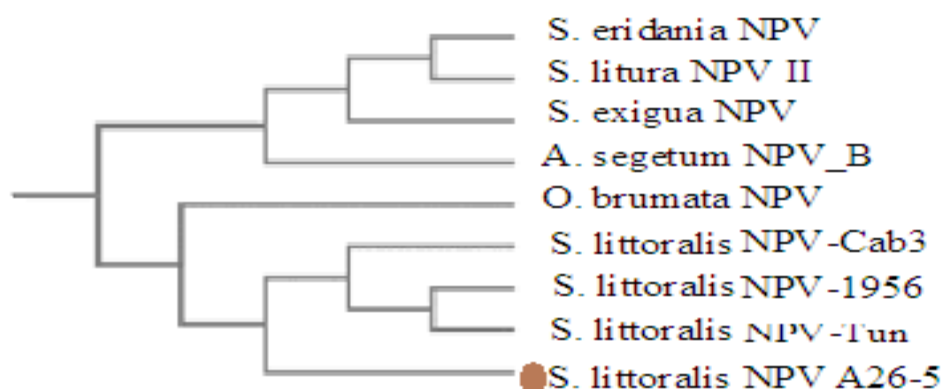 S. eridania NPV
S. litura NPV II
S. exigua NPV
A. segetum NPV_B
O. brumata NPV
S. littoralis NPV-Cab3
S. littoralis NPV-1956
S. littoralis NPV-Tun
S. littoralis NPV A26-5